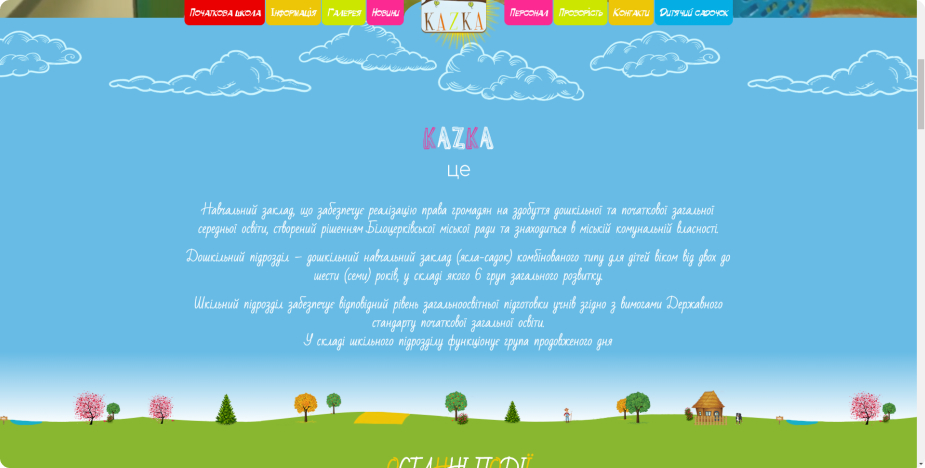 Початкова школа Інформація Галерея Новини KAZKA Персонал Прозорість Контакти Дитячий садочок
KAZKA
це
Навчальний заклад, що забезпечує реалізацію права громадян на здобуття дошкільної та початкової загальної
середньої освіти, створений рішенням Білоцерківської міської ради та знаходиться в міській комунальній власності.
Дошкільний підрозділ – дошкільний навчальний заклад (ясла-садок) комбінованого типу для дітей віком від двох до
шести (семи) років, у складі якого 6 груп загального розвитку.
Шкільний підрозділ забезпечує відповідний рівень загальноосвітньої підготовки учнів згідно з вимогами Державного
стандарту початкової загальної освіти.
У складі шкільного підрозділу функціонує група продовженого дня
Останні події